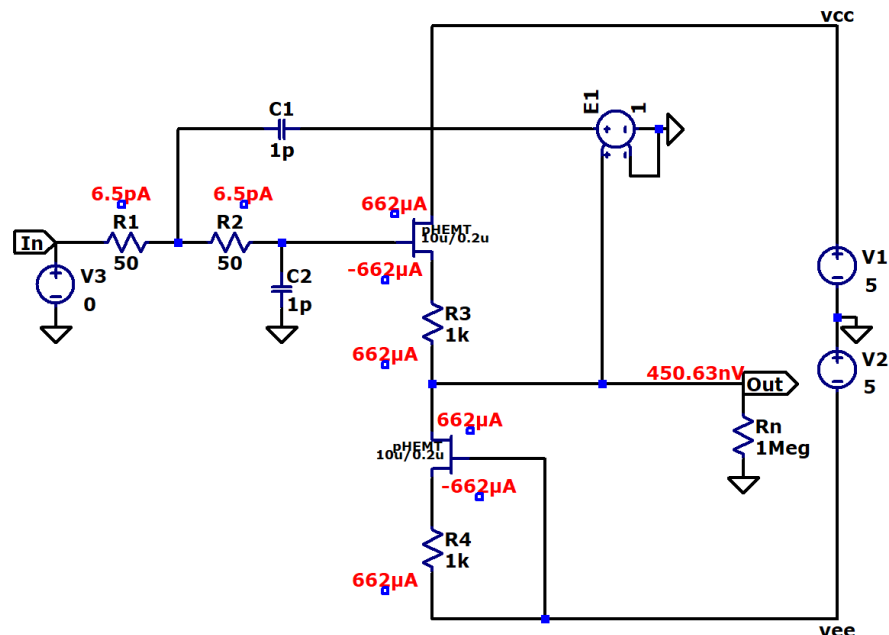 vcc
E1
1
C1
1p
6.5pA
6.5pA
662µA
R1
R2
pHEMT
10u/0.2u
In
50
50
V3
0
C2
1p
-662µA
V1
5
R3
1k
662µA
V2
5
450.63nV
Out
662µA
pHEMT
10u/0.2u
Rn
1Meg
-662µA
R4
1k
662µA
vee